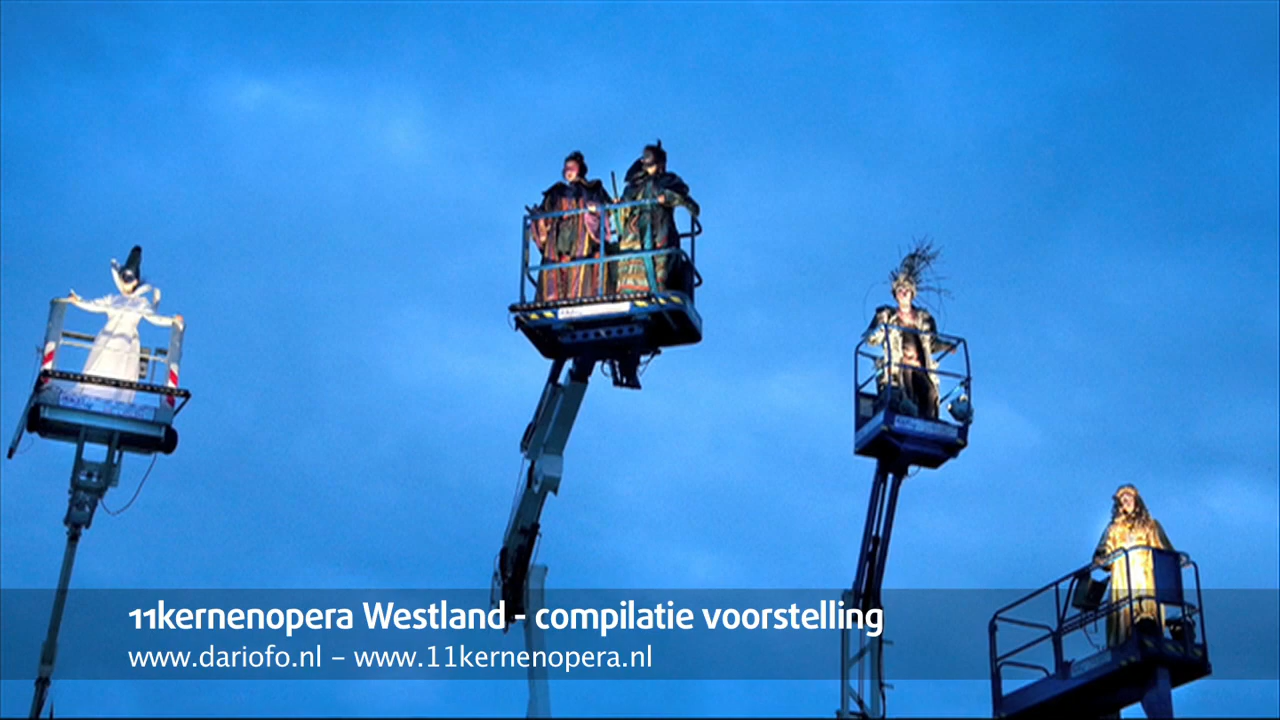 11kernenopera Westland - compilatie voorstelling
www.dariofo.nl – www.11kernenopera.nl